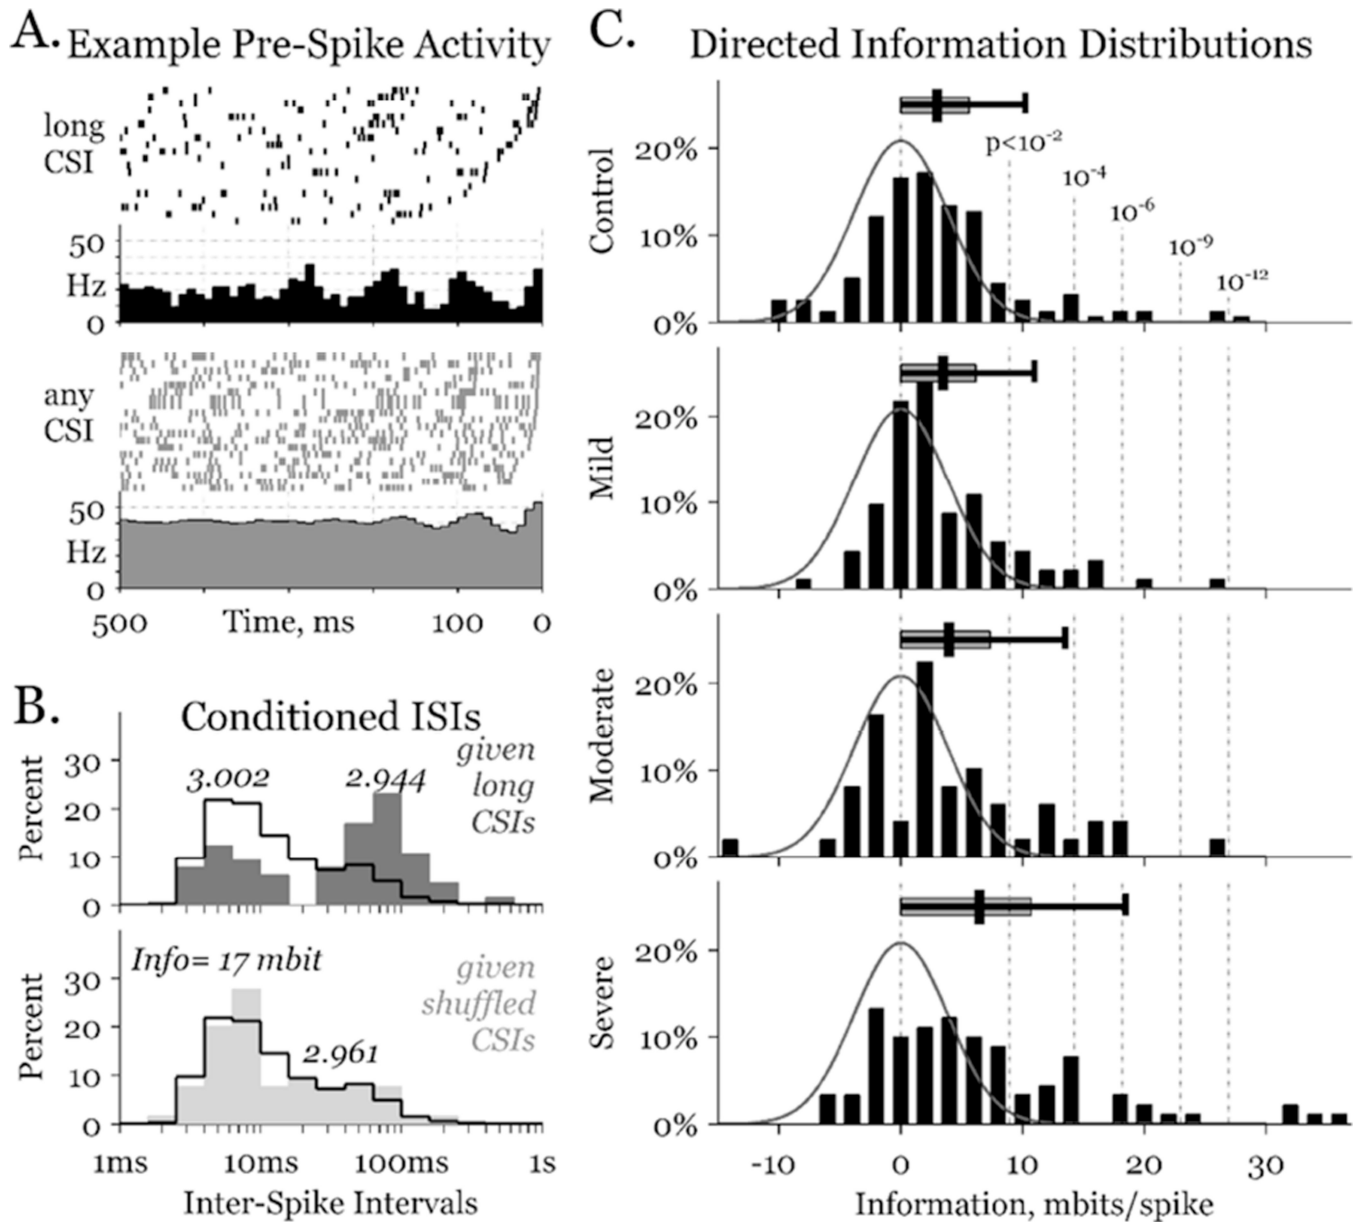 A. Example Pre-Spike Activity
long
CSI
50
Hz
0
any
CSI
50
Hz
0
500 Time, ms 100 0
B. Conditioned ISIs
Percent
30
20
10
0
3.002 2.944
given
long
CSIs
Percent
30
20
10
0
Info= 17 mbit
given
shuffled
CSIs
2.961
1ms 10ms 100ms 1s
Inter-Spike Intervals
C. Directed Information Distributions
Control
20%
10%
0%
p<10-2
10-4
10-6
10-9
10-12
Mild
20%
10%
0%
Moderate
20%
10%
0%
Severe
20%
10%
0%
-10 0 10 20 30
Information, mbits/spike